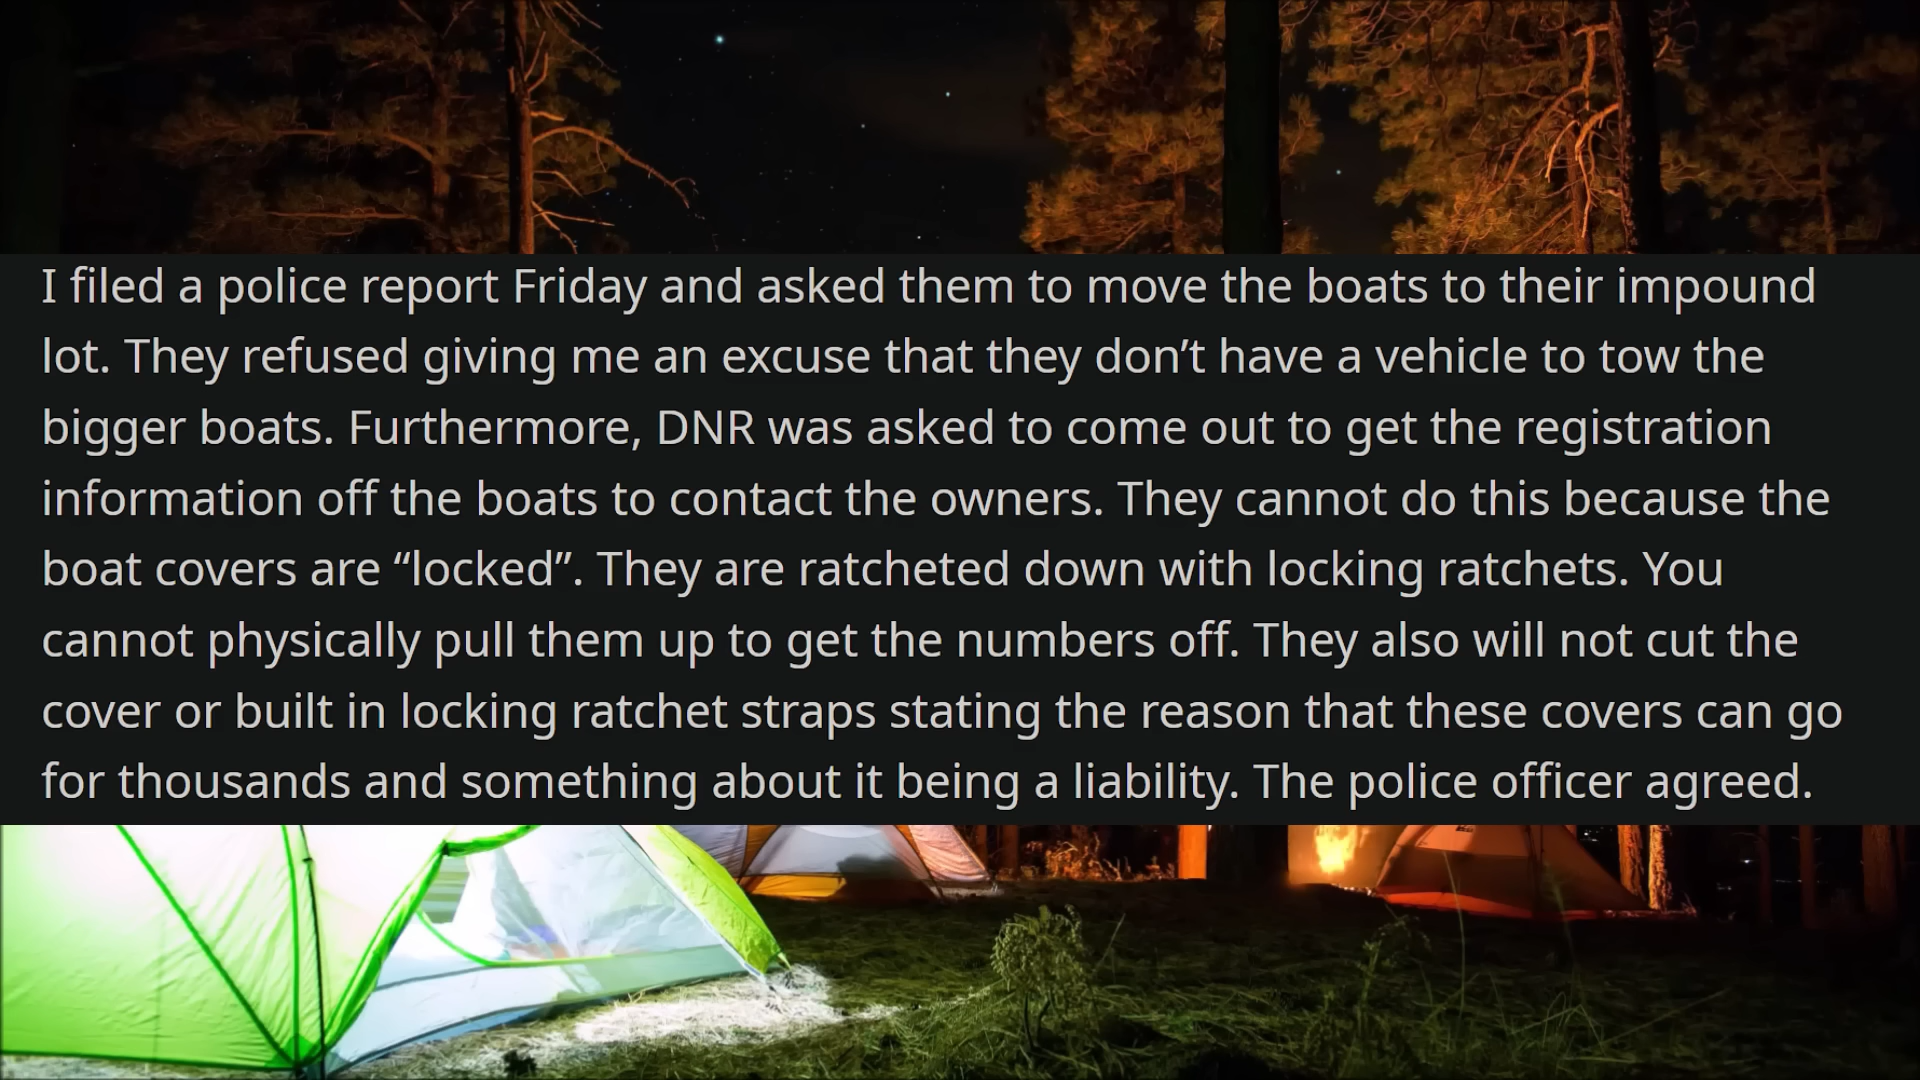 I filed a police report Friday and asked them to move the boats to their impound
lot. They refused giving me an excuse that they don’t have a vehicle to tow the
bigger boats. Furthermore, DNR was asked to come out to get the registration
information off the boats to contact the owners. They cannot do this because the
boat covers are “locked”. They are ratcheted down with locking ratchets. You
cannot physically pull them up to get the numbers off. They also will not cut the
cover or built in locking ratchet straps stating the reason that these covers can go
for thousands and something about it being a liability. The police officer agreed.